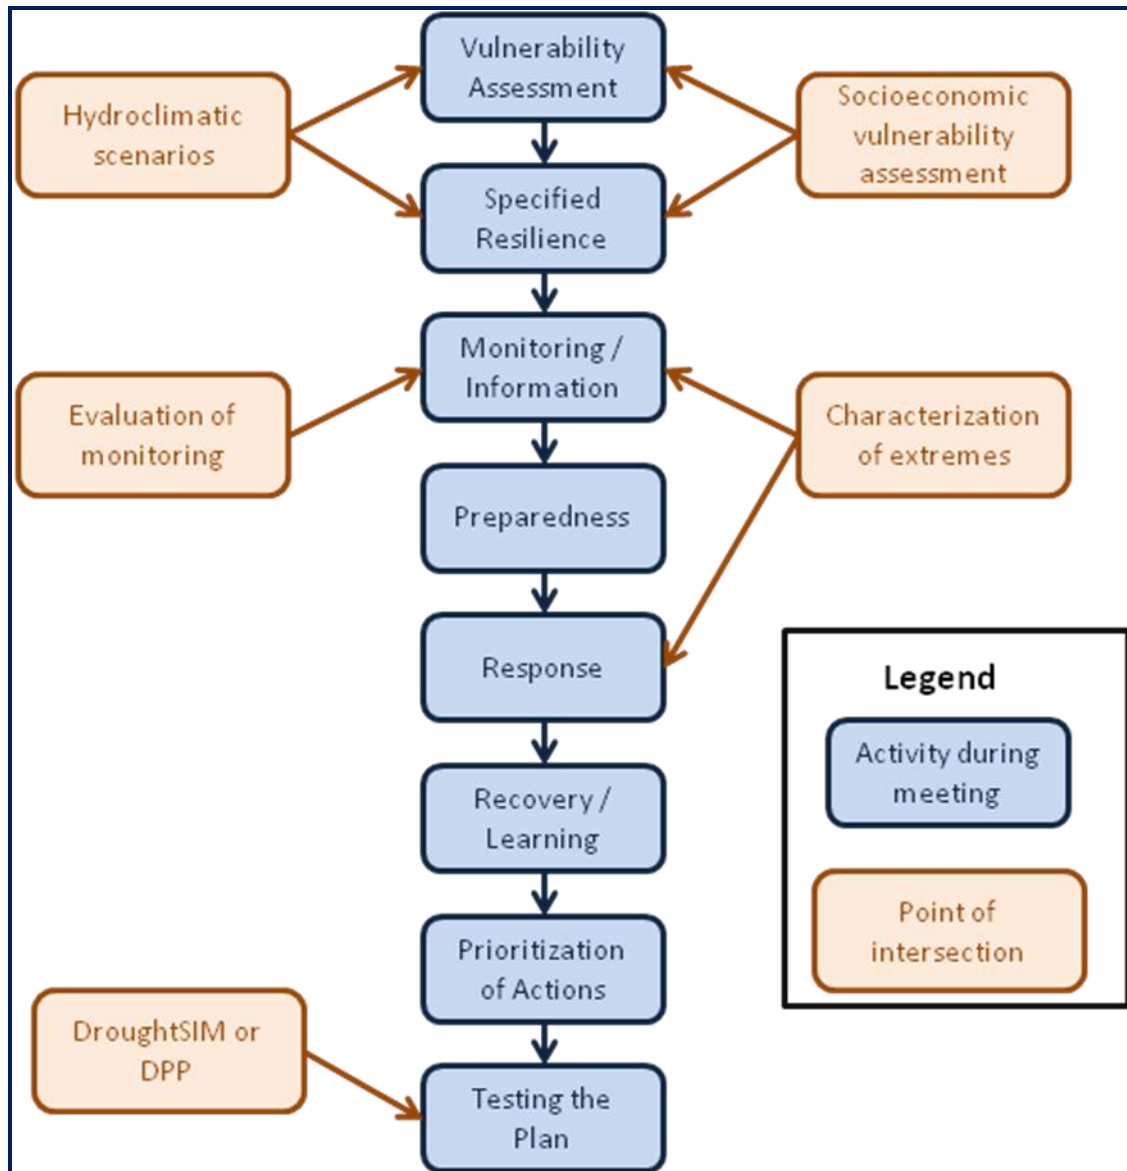 Vulnerability
Assessment
Hydroclimatic
scenarios
Socioeconomic
vulnerability
assessment
Specified
Resilience
Monitoring /
Information
Evaluation of
monitoring
Characterization
of extremes
Preparedness
Response
Legend
Activity during
meeting
Recovery /
Learning
Point of
intersection
Prioritization
of Actions
DroughtSIM or
DPP
Testing the
Plan